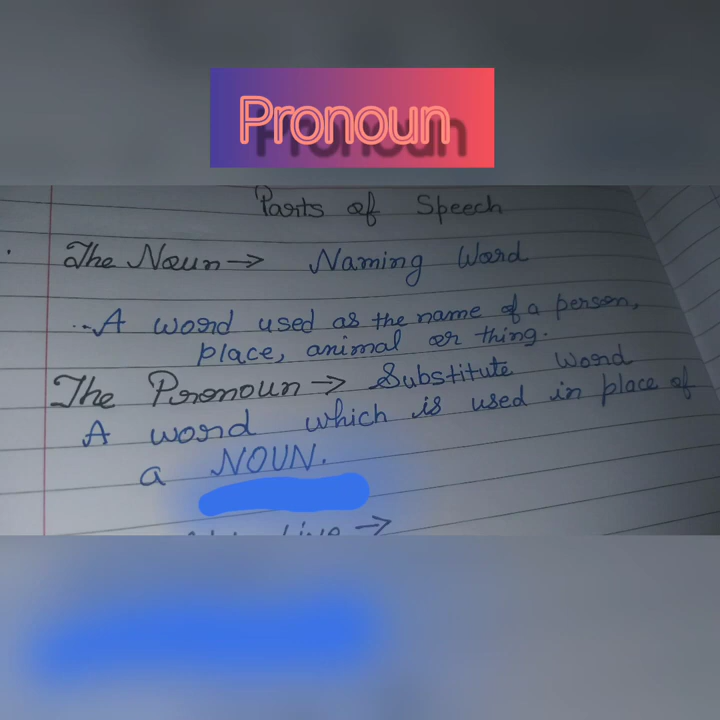 Pronoun
Parts of Speech
The Noun → Naming Word
A word used as the name of a person,
place, animal or thing.
The Pronoun → Substitute Word
A word which is used in place of
a NOUN.
→